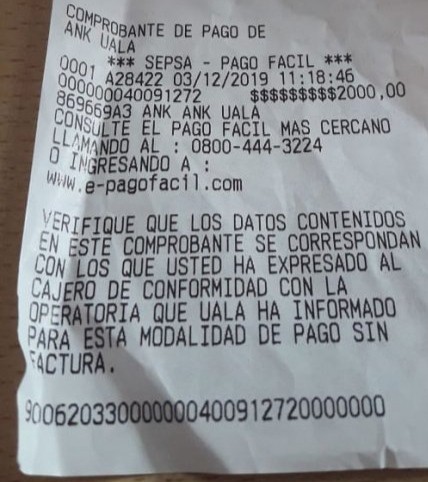 COMPROBANTE DE PAGO DE
ANK UALA
*** SEPSA - PAGO FACIL ***
0001 A28422 03/12/2019 11:18:46
000000040091272 $$$$$$$$$2000,00
869669A3 ANK ANK UALA
CONSULTE EL PAGO FACIL MAS CERCANO
LLAMANDO AL : 0800-444-3224
O INGRESANDO A :
www.e-pagofacil.com
VERIFIQUE QUE LOS DATOS CONTENIDOS
EN ESTE COMPROBANTE SE CORRESPONDAN
CON LOS QUE USTED HA EXPRESADO AL
CAJERO DE CONFORMIDAD CON LA
OPERATORIA QUE UALA HA INFORMADO
PARA ESTA MODALIDAD DE PAGO SIN
FACTURA.
900620330000000400912720000000